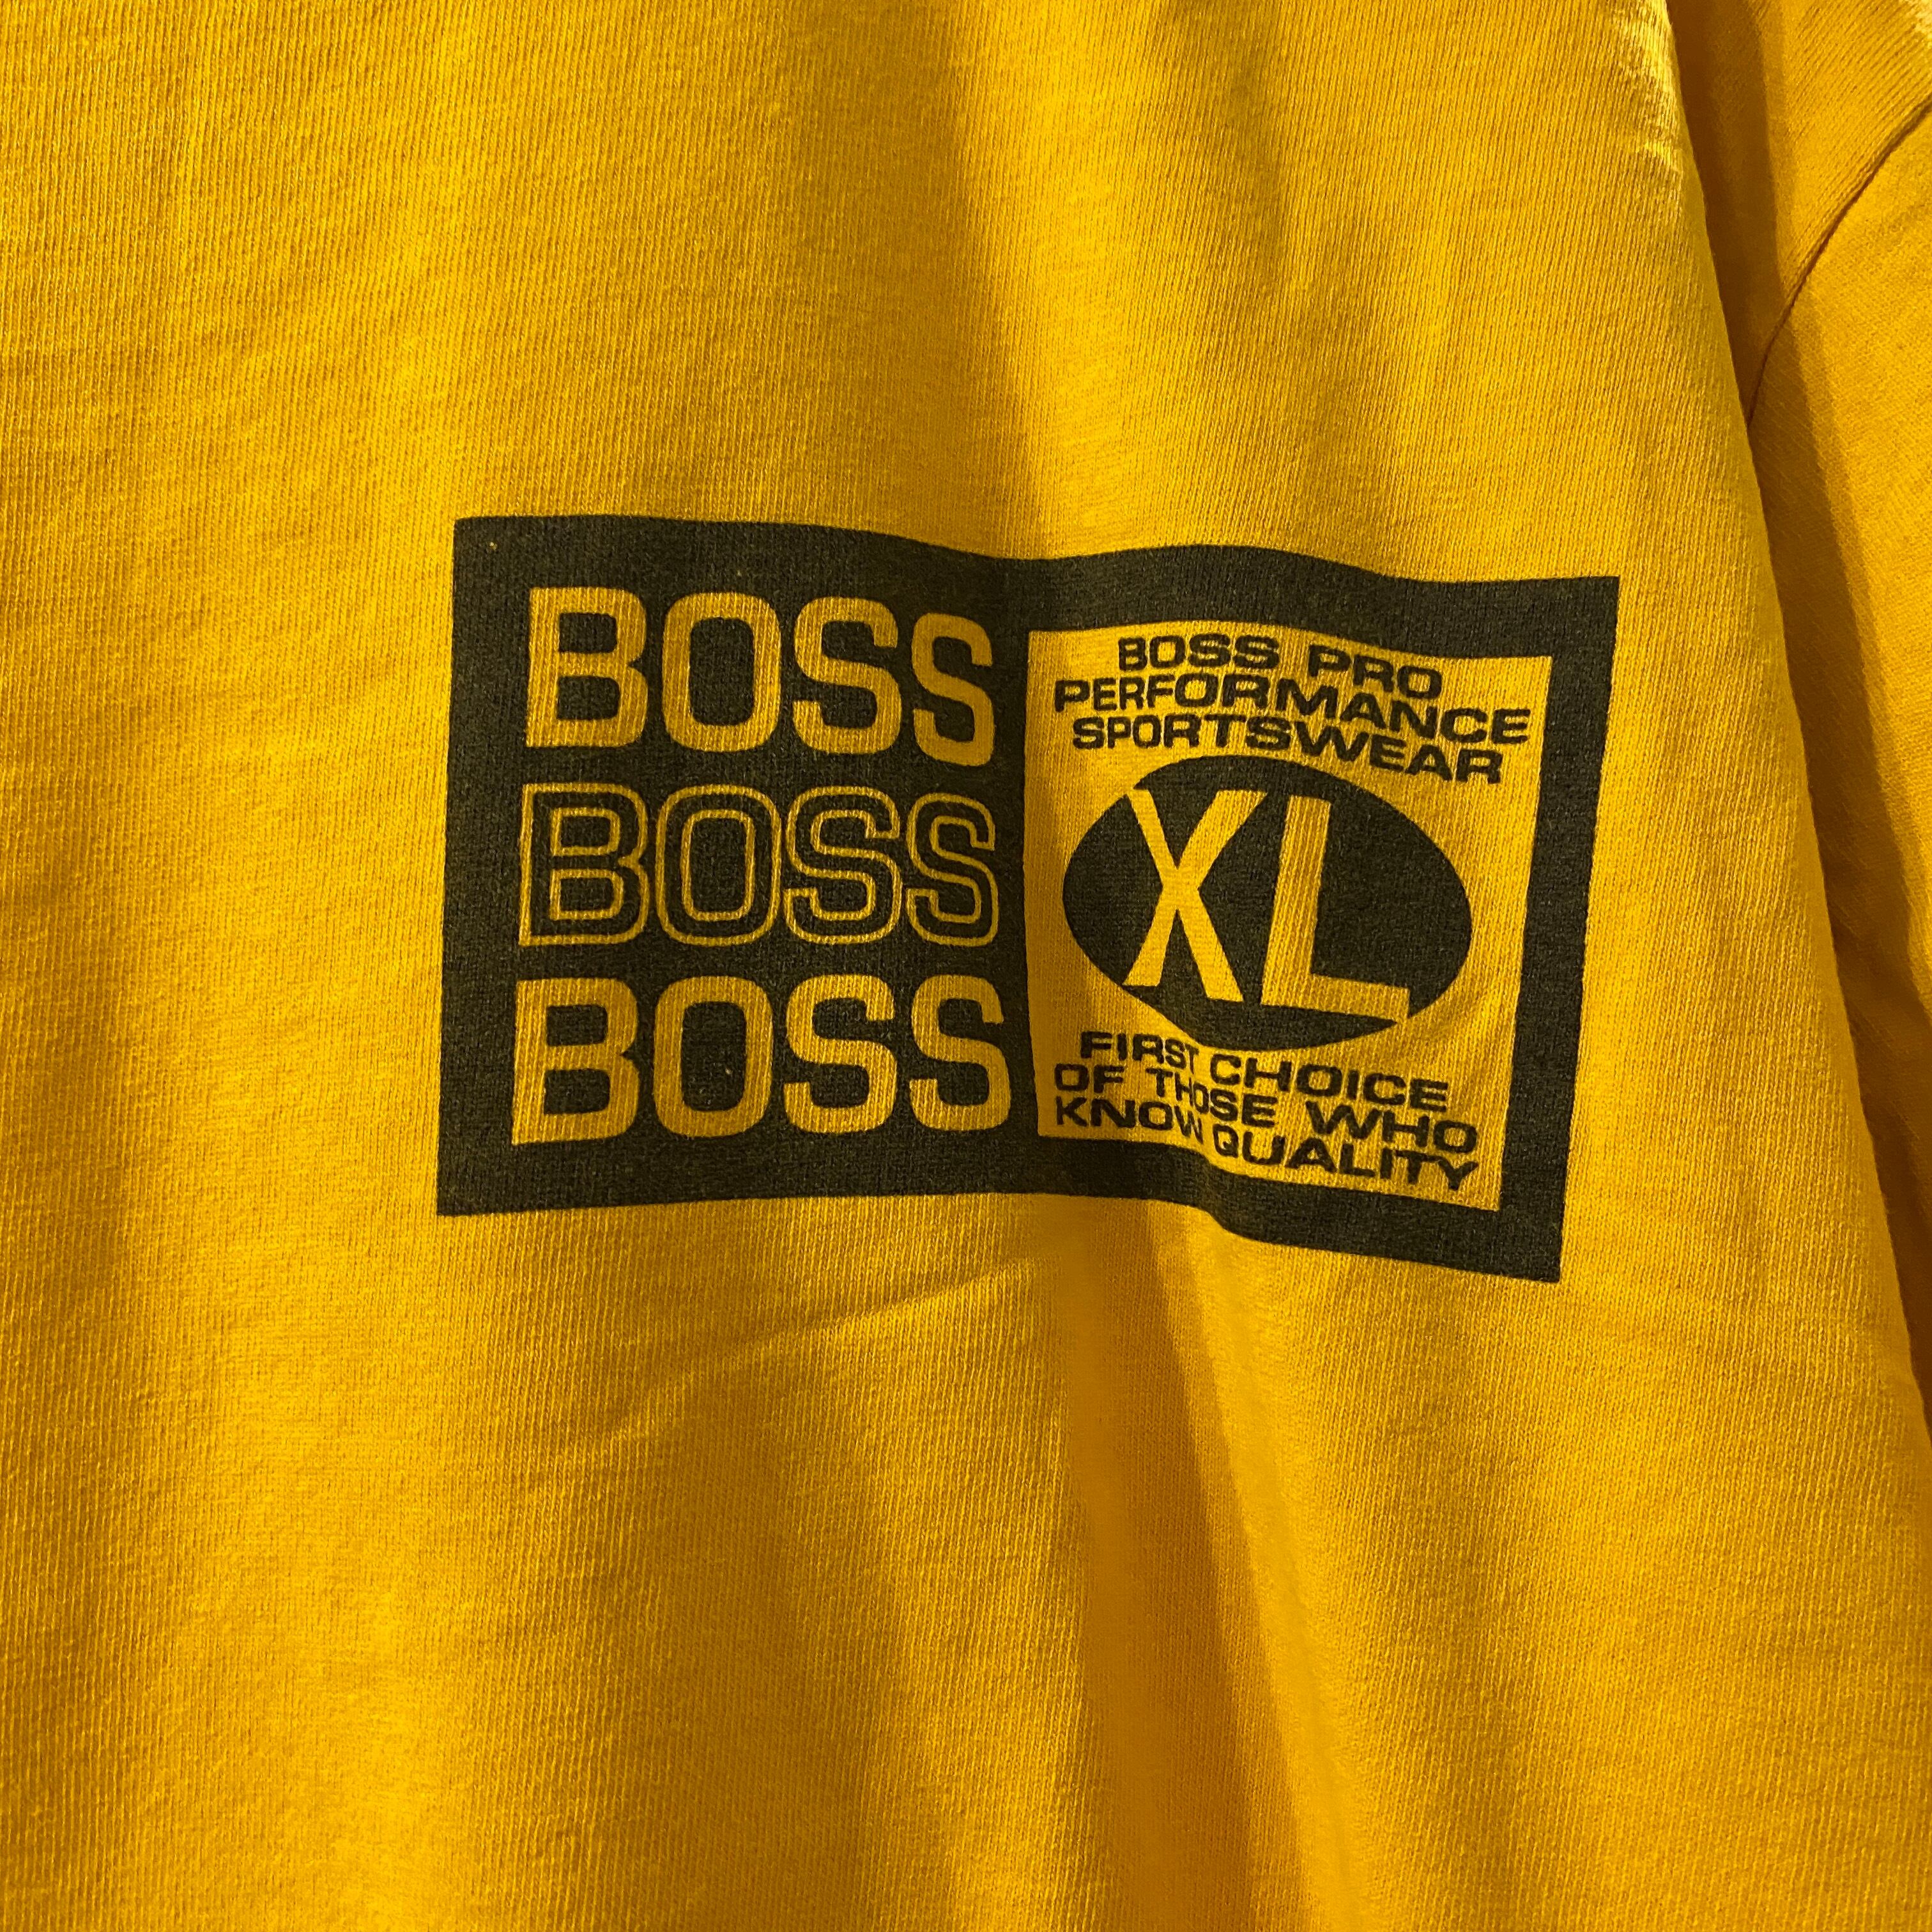 BOSS
BOSS
BOSS
BOSS PRO
PERFORMANCE
SPORTSWEAR
XL
FIRST CHOICE
OF THOSE WHO
KNOW QUALITY